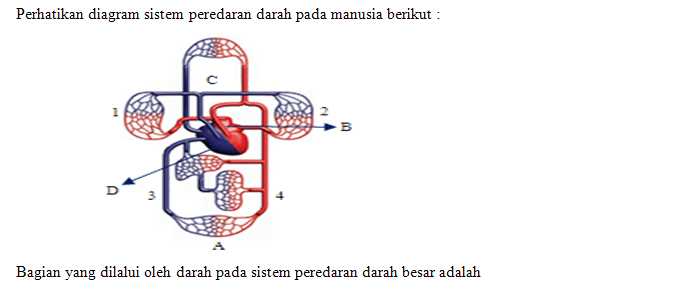 Perhatikan diagram sistem peredaran darah pada manusia berikut :
C
1
2
B
D
3
4
A
Bagian yang dilalui oleh darah pada sistem peredaran darah besar adalah